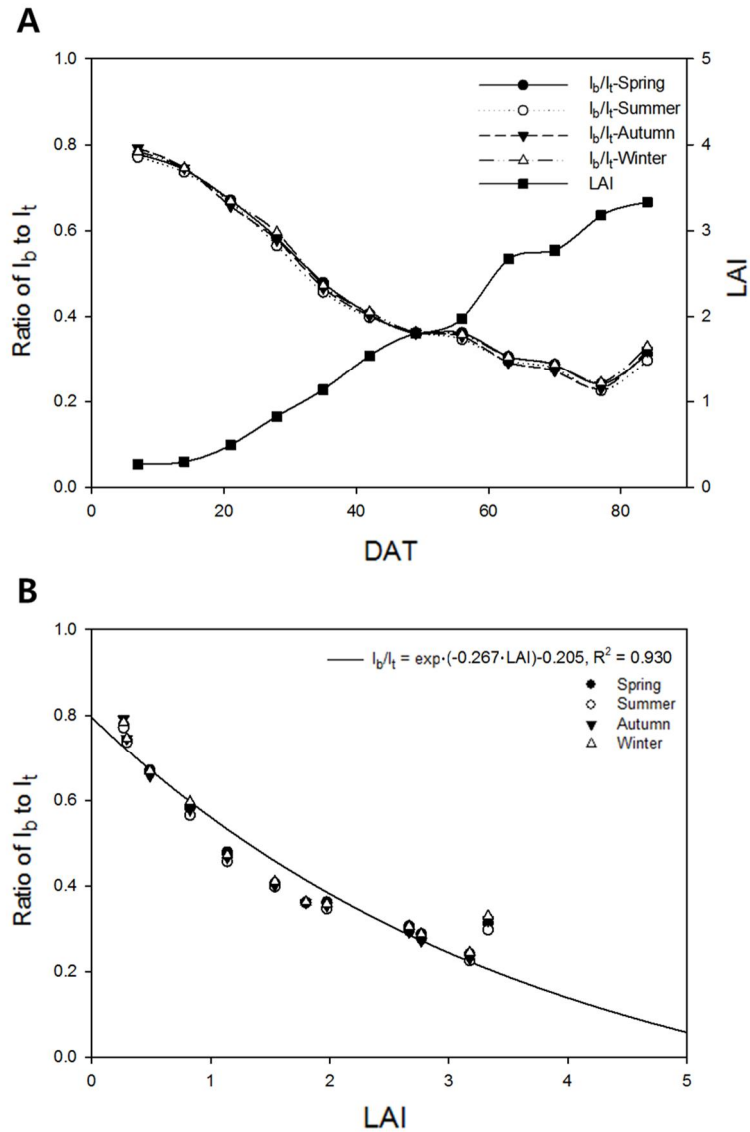 A
1.0
0.8
0.6
0.4
0.2
0.0
Ratio of Ib to It
5
4
3
2
1
0
LAI
Ib/It-Spring
Ib/It-Summer
Ib/It-Autumn
Ib/It-Winter
LAI
0 20 40 60 80
DAT
B
1.0
0.8
0.6
0.4
0.2
0.0
Ratio of Ib to It
Ib/It = exp·(-0.267·LAI)-0.205, R² = 0.930
Spring
Summer
Autumn
Winter
0 1 2 3 4 5
LAI